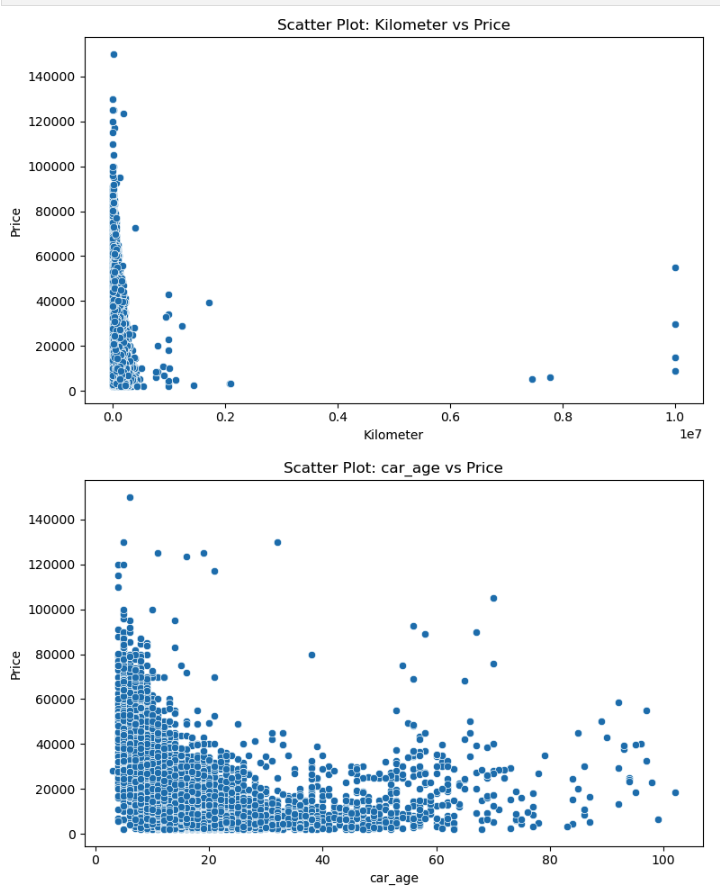 Scatter Plot: Kilometer vs Price
140000
120000
100000
80000
60000
40000
20000
0
Price
0.0 0.2 0.4 0.6 0.8 1.0
1e7
Kilometer
Scatter Plot: car_age vs Price
140000
120000
100000
80000
60000
40000
20000
0
Price
0 20 40 60 80 100
car_age